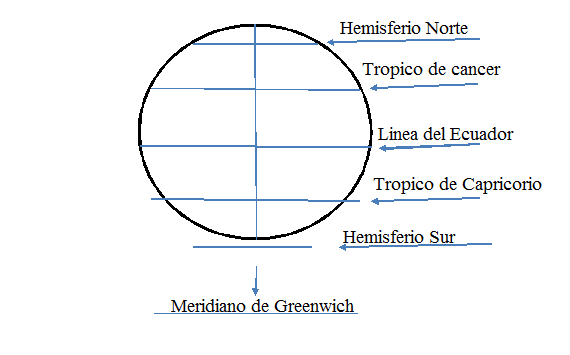 Hemisferio Norte
Tropico de cancer
Linea del Ecuador
Tropico de Capricorio
Hemisferio Sur
Meridiano de Greenwich